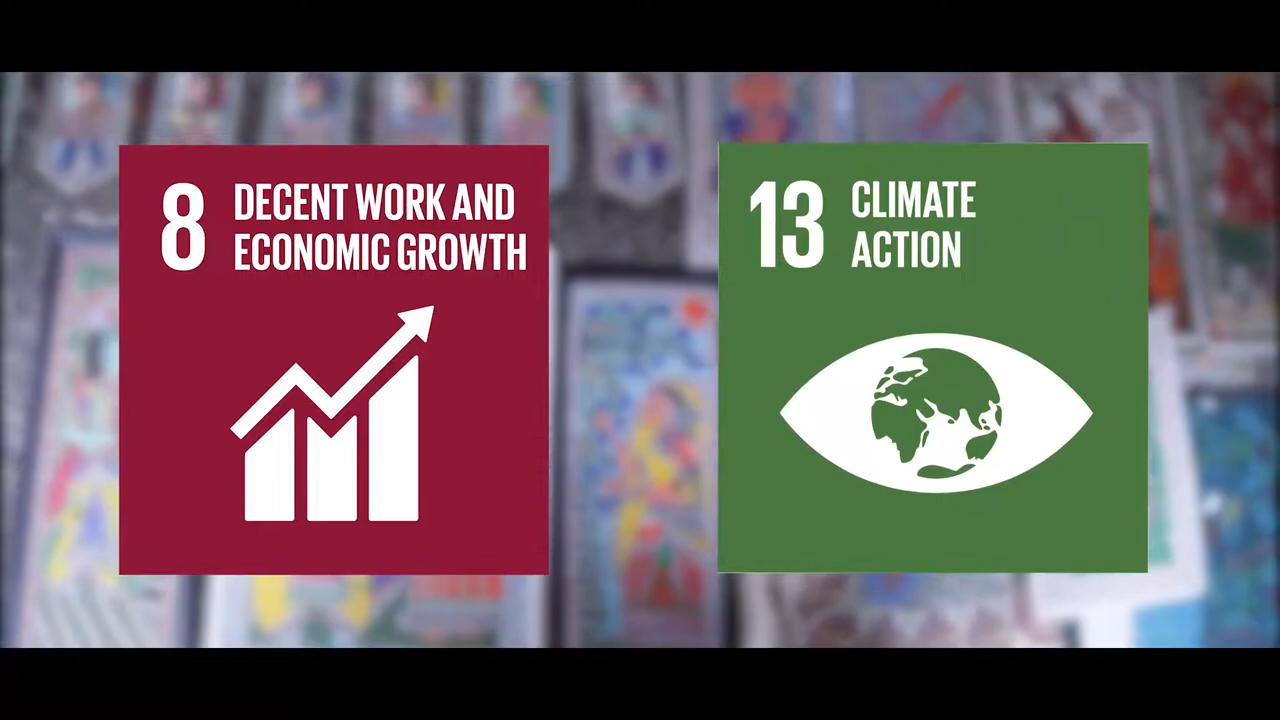 8
DECENT WORK AND
ECONOMIC GROWTH
13
CLIMATE
ACTION